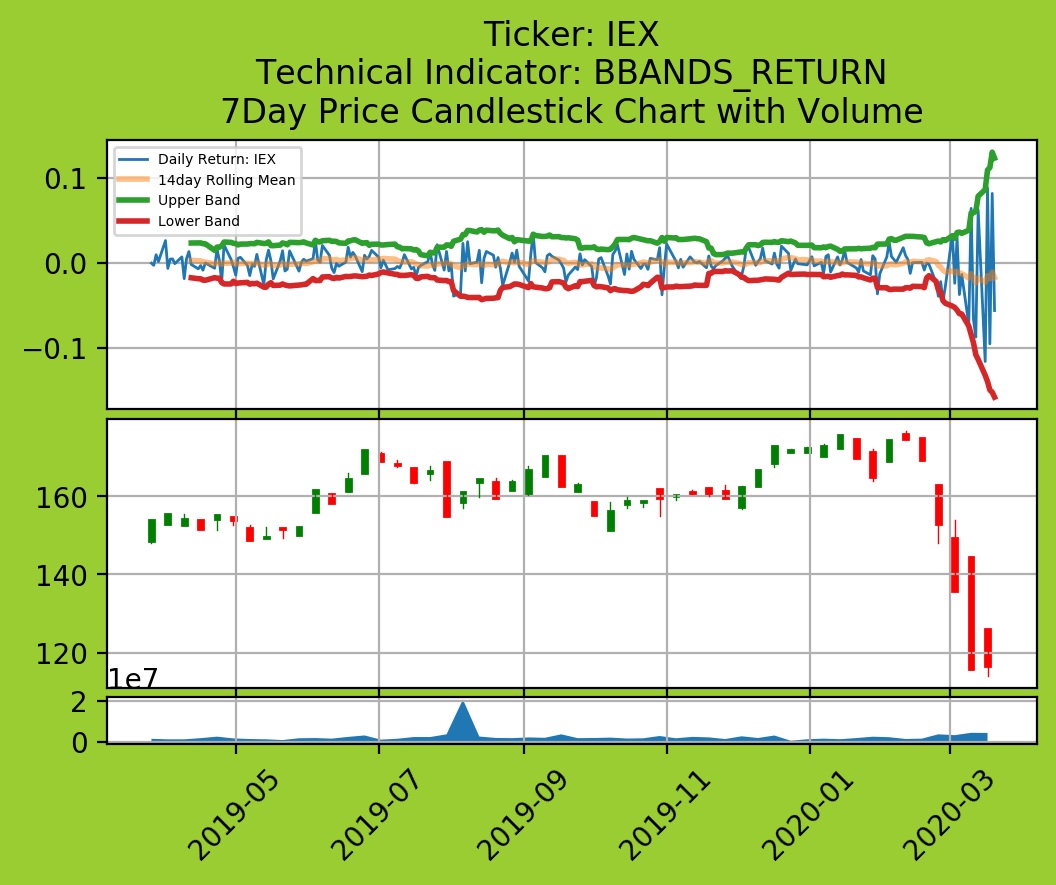 Ticker: IEX
Technical Indicator: BBANDS_RETURN
7Day Price Candlestick Chart with Volume
Daily Return: IEX
14day Rolling Mean
Upper Band
Lower Band
0.1
0.0
−0.1
160
140
120
1e7
2
0
2019-05
2019-07
2019-09
2019-11
2020-01
2020-03